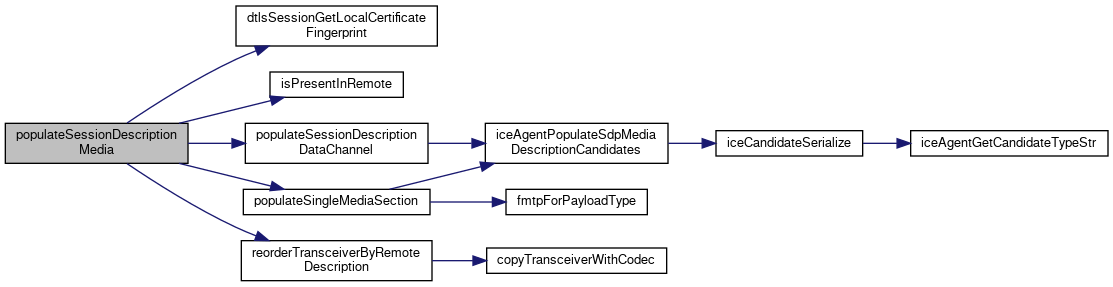 dtlsSessionGetLocalCertificate
Fingerprint
isPresentInRemote
populateSessionDescription
Media
populateSessionDescription
DataChannel
iceAgentPopulateSdpMedia
DescriptionCandidates
iceCandidateSerialize
iceAgentGetCandidateTypeStr
populateSingleMediaSection
fmtpForPayloadType
reorderTransceiverByRemote
Description
copyTransceiverWithCodec